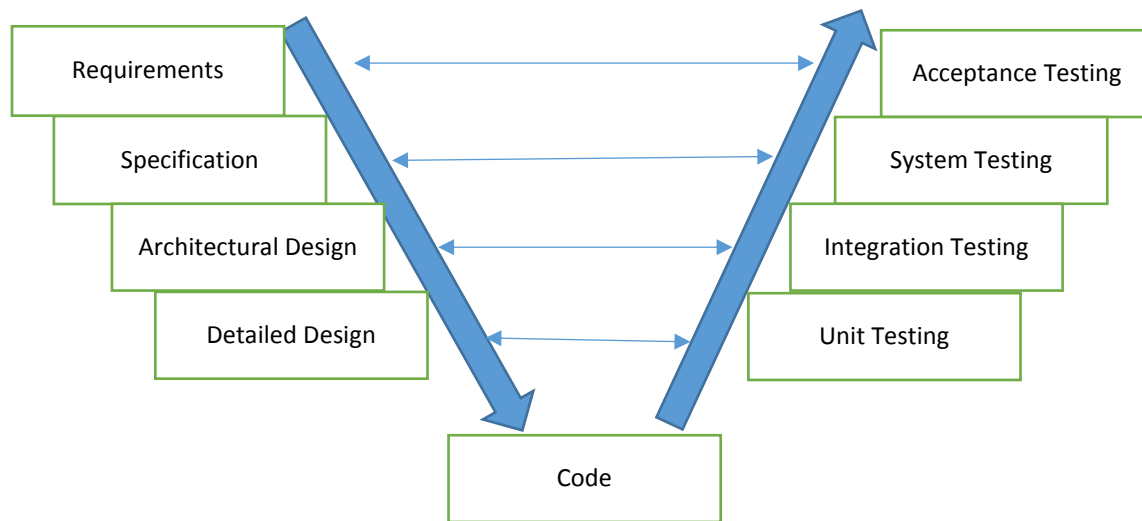 Requirements
Acceptance Testing
Specification
System Testing
Architectural Design
Integration Testing
Detailed Design
Unit Testing
Code